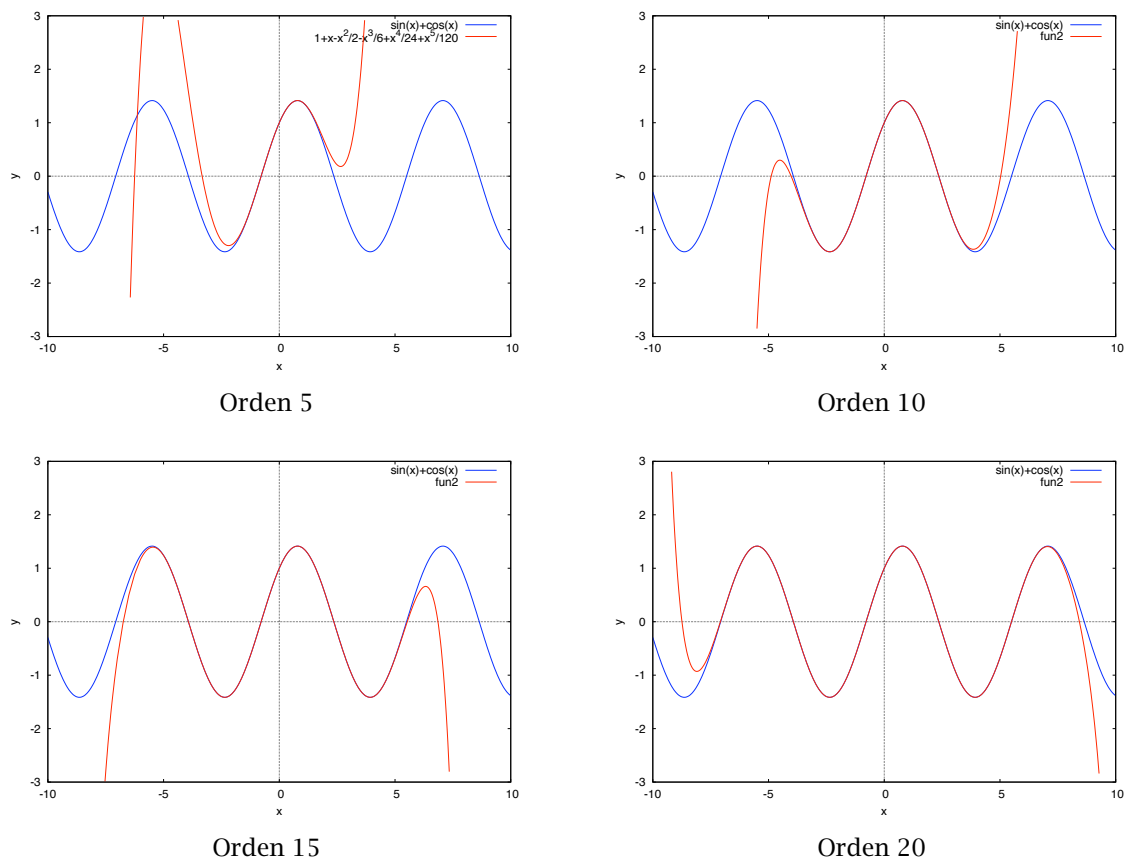 3
sin(x)+cos(x)
1+x-x²/2-x³/6+x⁴/24+x⁵/120
2
1
y
0
-1
-2
-3
-10 -5 0 5 10
x
Orden 5
3
sin(x)+cos(x)
fun2
2
1
y
0
-1
-2
-3
-10 -5 0 5 10
x
Orden 10
3
sin(x)+cos(x)
fun2
2
1
y
0
-1
-2
-3
-10 -5 0 5 10
x
Orden 15
3
sin(x)+cos(x)
fun2
2
1
y
0
-1
-2
-3
-10 -5 0 5 10
x
Orden 20